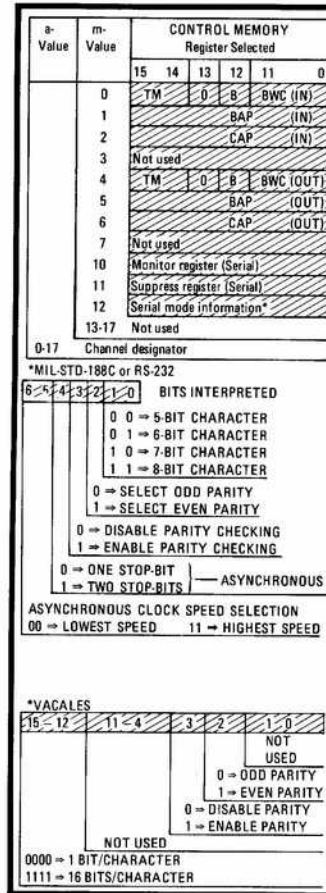 a- Value m- Value CONTROL MEMORY
Register Selected
15 14 13 12 11 0
0 TM 0 B BWC (IN)
1 BAP (IN)
2 CAP (IN)
3 Not used
4 TM 0 B BWC (OUT)
5 BAP (OUT)
6 CAP (OUT)
7 Not used
10 Monitor register (Serial)
11 Suppress register (Serial)
12 Serial mode information*
13-17 Not used
0-17 Channel designator
*MIL-STD-188C or RS-232
6 5 4 3 2 1 0 BITS INTERPRETED
0 0 ⇒ 5-BIT CHARACTER
0 1 ⇒ 6-BIT CHARACTER
1 0 ⇒ 7-BIT CHARACTER
1 1 ⇒ 8-BIT CHARACTER
0 ⇒ SELECT ODD PARITY
1 ⇒ SELECT EVEN PARITY
0 ⇒ DISABLE PARITY CHECKING
1 ⇒ ENABLE PARITY CHECKING
0 ⇒ ONE STOP-BIT
1 ⇒ TWO STOP-BITS ASYNCHRONOUS
ASYNCHRONOUS CLOCK SPEED SELECTION
00 ⇒ LOWEST SPEED 11 ⇒ HIGHEST SPEED
*VACALES
15-12 11-4 3 2 1 0
NOT
USED
0 ⇒ ODD PARITY
1 ⇒ EVEN PARITY
0 ⇒ DISABLE PARITY
1 ⇒ ENABLE PARITY
NOT USED
0000 ⇒ 1 BIT/CHARACTER
1111 ⇒ 16 BITS/CHARACTER